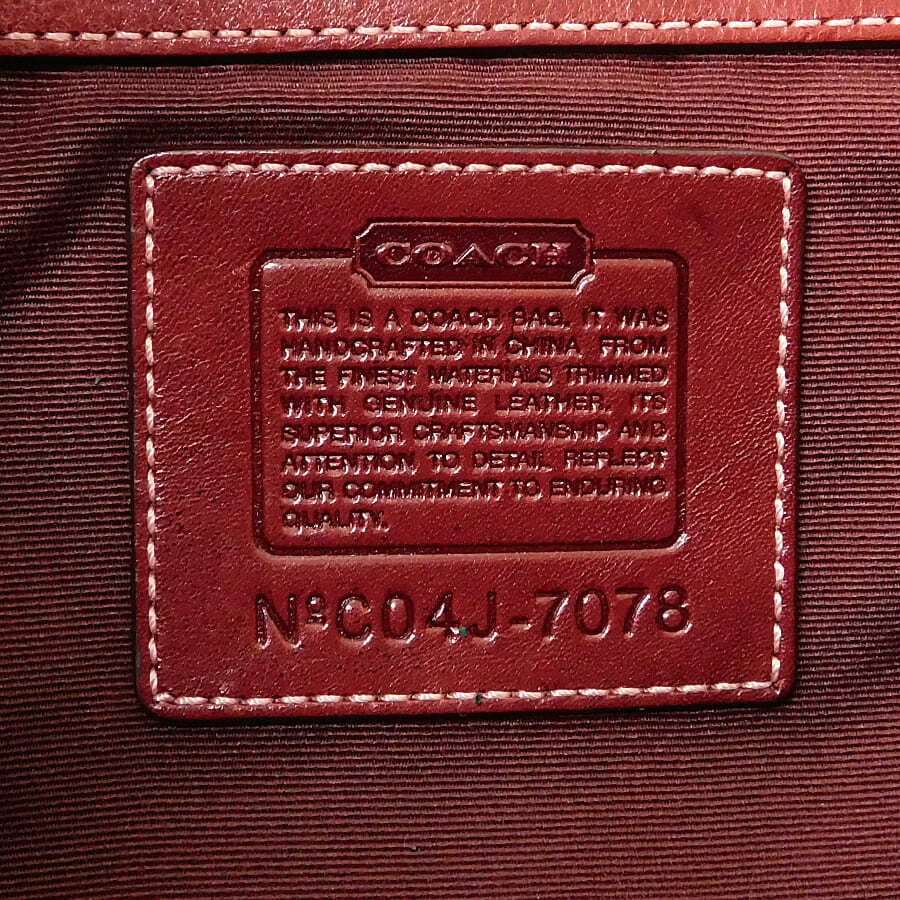 COACH
THIS IS A COACH BAG. IT WAS
HANDCRAFTED IN CHINA FROM
THE FINEST MATERIALS TRIMMED
WITH GENUINE LEATHER. ITS
SUPERIOR CRAFTSMANSHIP AND
ATTENTION TO DETAIL REFLECT
OUR COMMITMENT TO ENDURING
QUALITY.
Nº C04J-7078